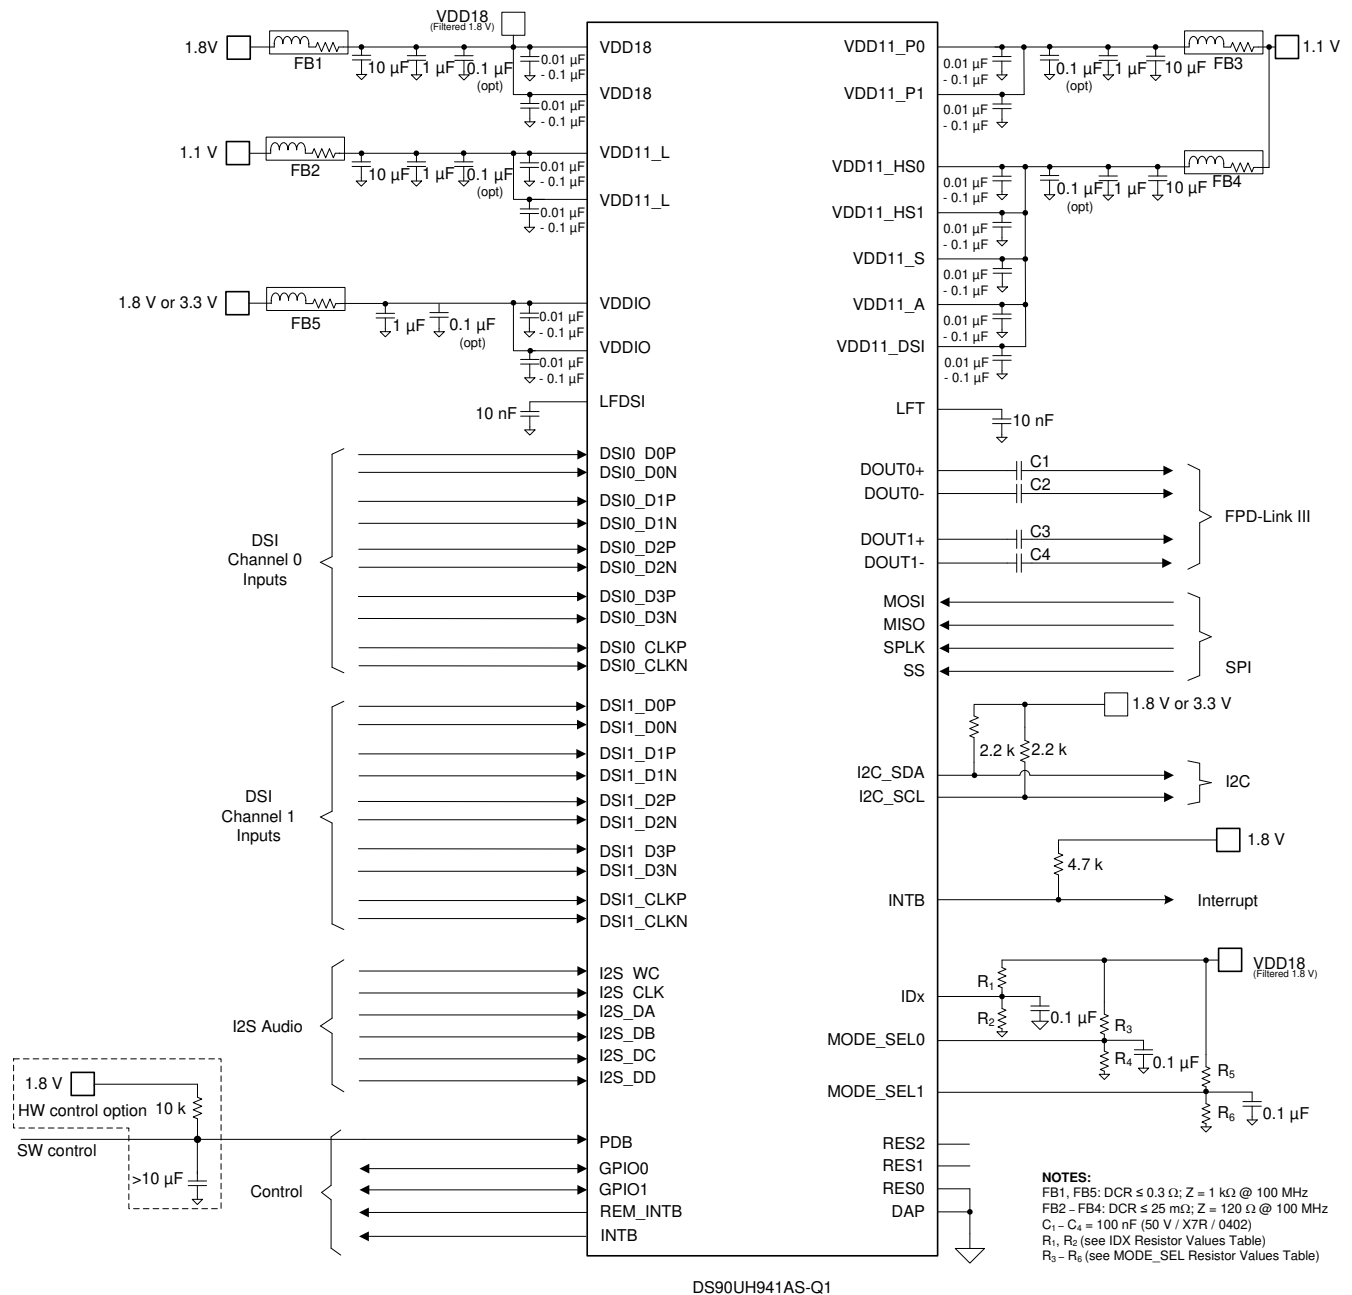 VDD18
(Filtered 1.8 V)
1.8V
FB1
10 µF
1 µF
0.1 µF
(opt)
0.01 µF
- 0.1 µF
VDD18
0.01 µF
- 0.1 µF
VDD18
1.1 V
FB2
10 µF
1 µF
0.1 µF
(opt)
0.01 µF
- 0.1 µF
VDD11_L
0.01 µF
- 0.1 µF
VDD11_L
1.8 V or 3.3 V
FB5
1 µF
0.1 µF
(opt)
0.01 µF
- 0.1 µF
VDDIO
0.01 µF
- 0.1 µF
VDDIO
10 nF
LFDSI
DSI
Channel 0
Inputs
DSI0_D0P
DSI0_D0N
DSI0_D1P
DSI0_D1N
DSI0_D2P
DSI0_D2N
DSI0_D3P
DSI0_D3N
DSI0_CLKP
DSI0_CLKN
DSI
Channel 1
Inputs
DSI1_D0P
DSI1_D0N
DSI1_D1P
DSI1_D1N
DSI1_D2P
DSI1_D2N
DSI1_D3P
DSI1_D3N
DSI1_CLKP
DSI1_CLKN
I2S Audio
I2S_WC
I2S_CLK
I2S_DA
I2S_DB
I2S_DC
I2S_DD
1.8 V
HW control option
10 k
SW control
>10 µF
Control
PDB
GPIO0
GPIO1
REM_INTB
INTB
VDD11_P0
0.01 µF
- 0.1 µF
0.1 µF
(opt)
1 µF
10 µF
FB3
1.1 V
VDD11_P1
0.01 µF
- 0.1 µF
VDD11_HS0
0.01 µF
- 0.1 µF
0.1 µF
(opt)
1 µF
10 µF
FB4
VDD11_HS1
0.01 µF
- 0.1 µF
VDD11_S
0.01 µF
- 0.1 µF
VDD11_A
0.01 µF
- 0.1 µF
VDD11_DSI
0.01 µF
- 0.1 µF
LFT
10 nF
DOUT0+
C1
DOUT0-
C2
DOUT1+
C3
DOUT1-
C4
FPD-Link III
MOSI
MISO
SPLK
SS
SPI
1.8 V or 3.3 V
2.2 k
2.2 k
I2C_SDA
I2C_SCL
I2C
1.8 V
4.7 k
INTB
Interrupt
VDD18
(Filtered 1.8 V)
IDx
R1
R2
0.1 µF
MODE_SEL0
R3
R4
0.1 µF
MODE_SEL1
R5
R6
0.1 µF
RES2
RES1
RES0
DAP
NOTES:
FB1, FB5: DCR ≤ 0.3 Ω; Z = 1 kΩ @ 100 MHz
FB2 – FB4: DCR ≤ 25 mΩ; Z = 120 Ω @ 100 MHz
C1 – C4 = 100 nF (50 V / X7R / 0402)
R1, R2 (see IDX Resistor Values Table)
R3 – R6 (see MODE_SEL Resistor Values Table)
DS90UH941AS-Q1